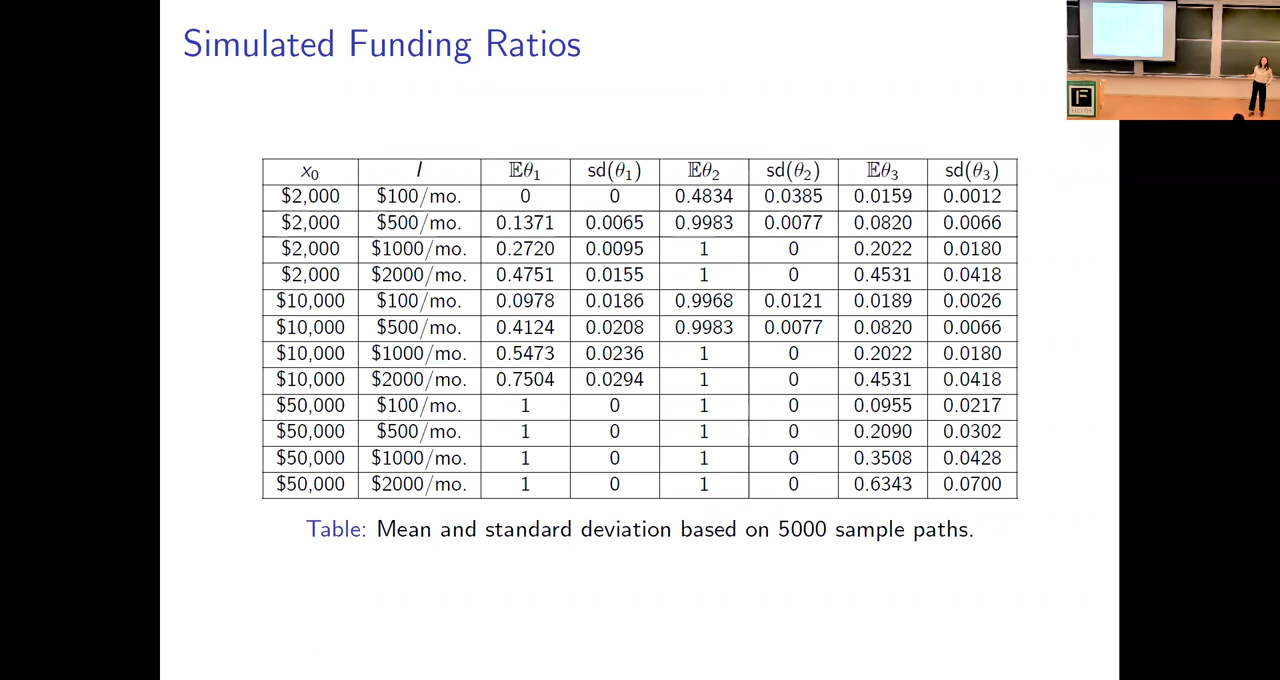 Simulated Funding Ratios
x₀ l 𝔼θ₁ sd(θ₁) 𝔼θ₂ sd(θ₂) 𝔼θ₃ sd(θ₃)
$2,000 $100/mo. 0 0 0.4834 0.0385 0.0159 0.0012
$2,000 $500/mo. 0.1371 0.0065 0.9983 0.0077 0.0820 0.0066
$2,000 $1000/mo. 0.2720 0.0095 1 0 0.2022 0.0180
$2,000 $2000/mo. 0.4751 0.0155 1 0 0.4531 0.0418
$10,000 $100/mo. 0.0978 0.0186 0.9968 0.0121 0.0189 0.0026
$10,000 $500/mo. 0.4124 0.0208 0.9983 0.0077 0.0820 0.0066
$10,000 $1000/mo. 0.5473 0.0236 1 0 0.2022 0.0180
$10,000 $2000/mo. 0.7504 0.0294 1 0 0.4531 0.0418
$50,000 $100/mo. 1 0 1 0 0.0955 0.0217
$50,000 $500/mo. 1 0 1 0 0.2090 0.0302
$50,000 $1000/mo. 1 0 1 0 0.3508 0.0428
$50,000 $2000/mo. 1 0 1 0 0.6343 0.0700
Table: Mean and standard deviation based on 5000 sample paths.
F